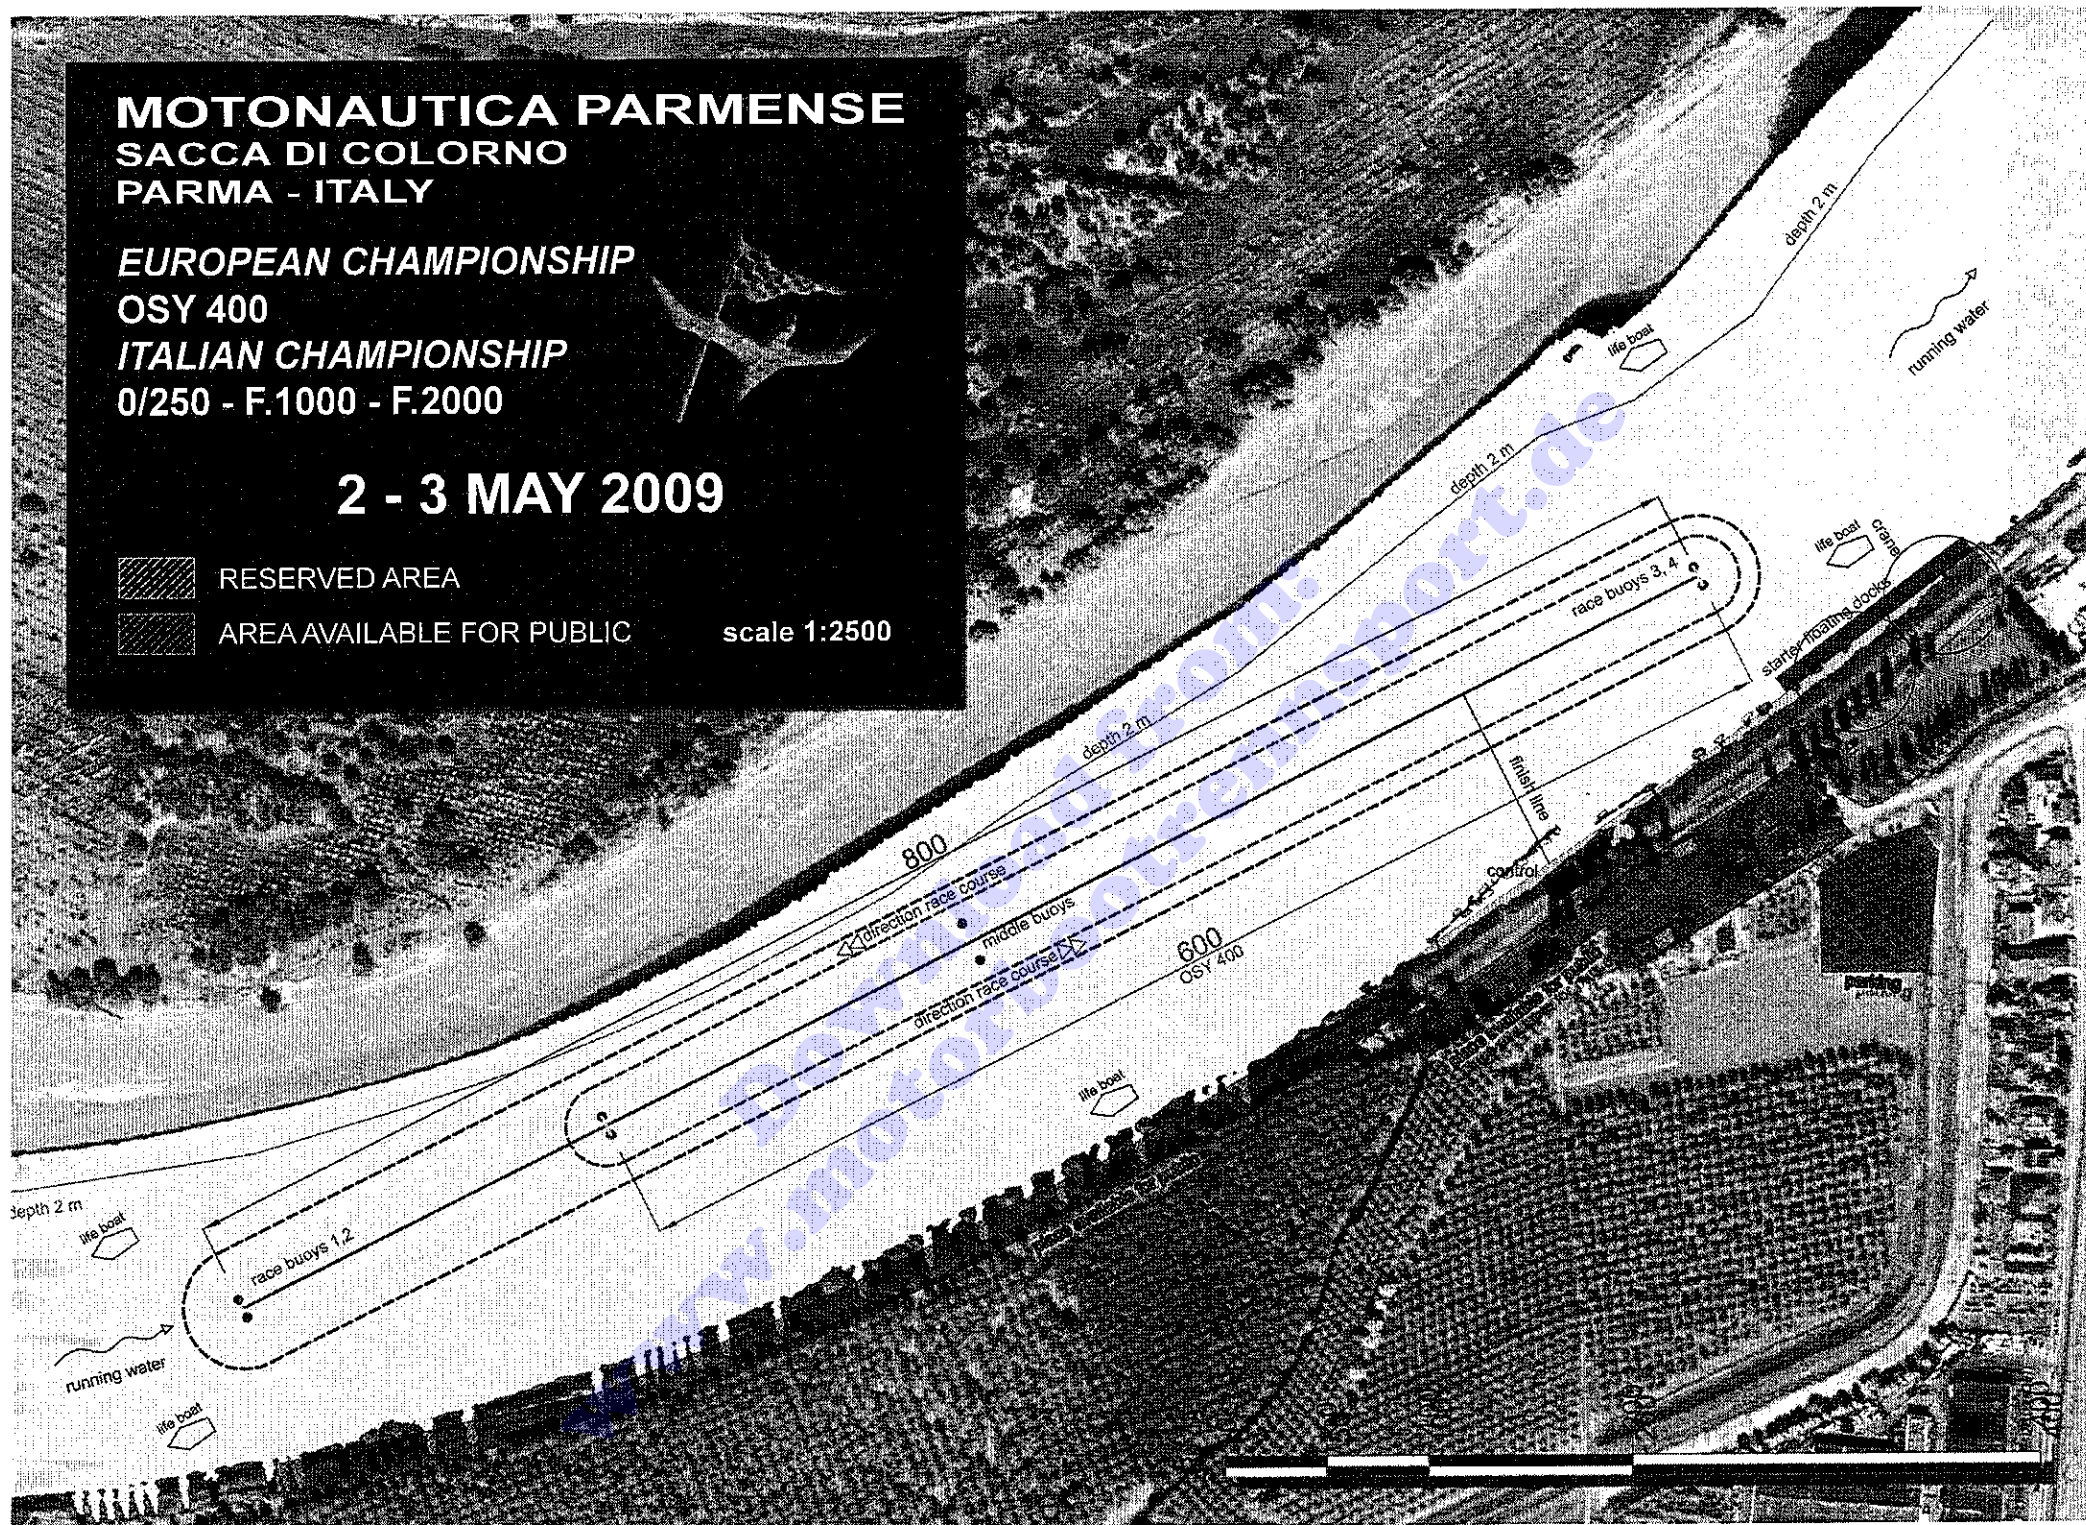 MOTONAUTICA PARMENSE
SACCA DI COLORNO
PARMA - ITALY
EUROPEAN CHAMPIONSHIP
OSY 400
ITALIAN CHAMPIONSHIP
0/250 - F.1000 - F.2000
2 - 3 MAY 2009
RESERVED AREA
AREA AVAILABLE FOR PUBLIC
scale 1:2500
depth 2 m
running water
life boat
depth 2 m
life boat
crane
race buoys 3, 4
starter floating docks
depth 2 m
finish line
800
control
direction race course
middle buoys
600
OSY 400
direction race course
parking
life boat
depth 2 m
life boat
race buoys 1,2
running water
life boat
200
400
Download from:
www.motorbootrennsport.de